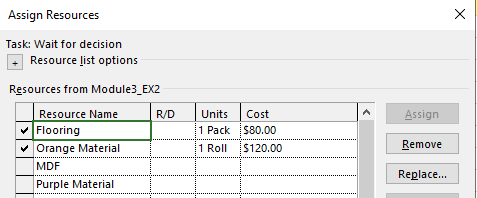 Assign Resources
Task: Wait for decision
+ Resource list options
Resources from Module3_EX2
Resource Name R/D Units Cost
Flooring 1 Pack $80.00
Orange Material 1 Roll $120.00
MDF
Purple Material
Assign
Remove
Replace...